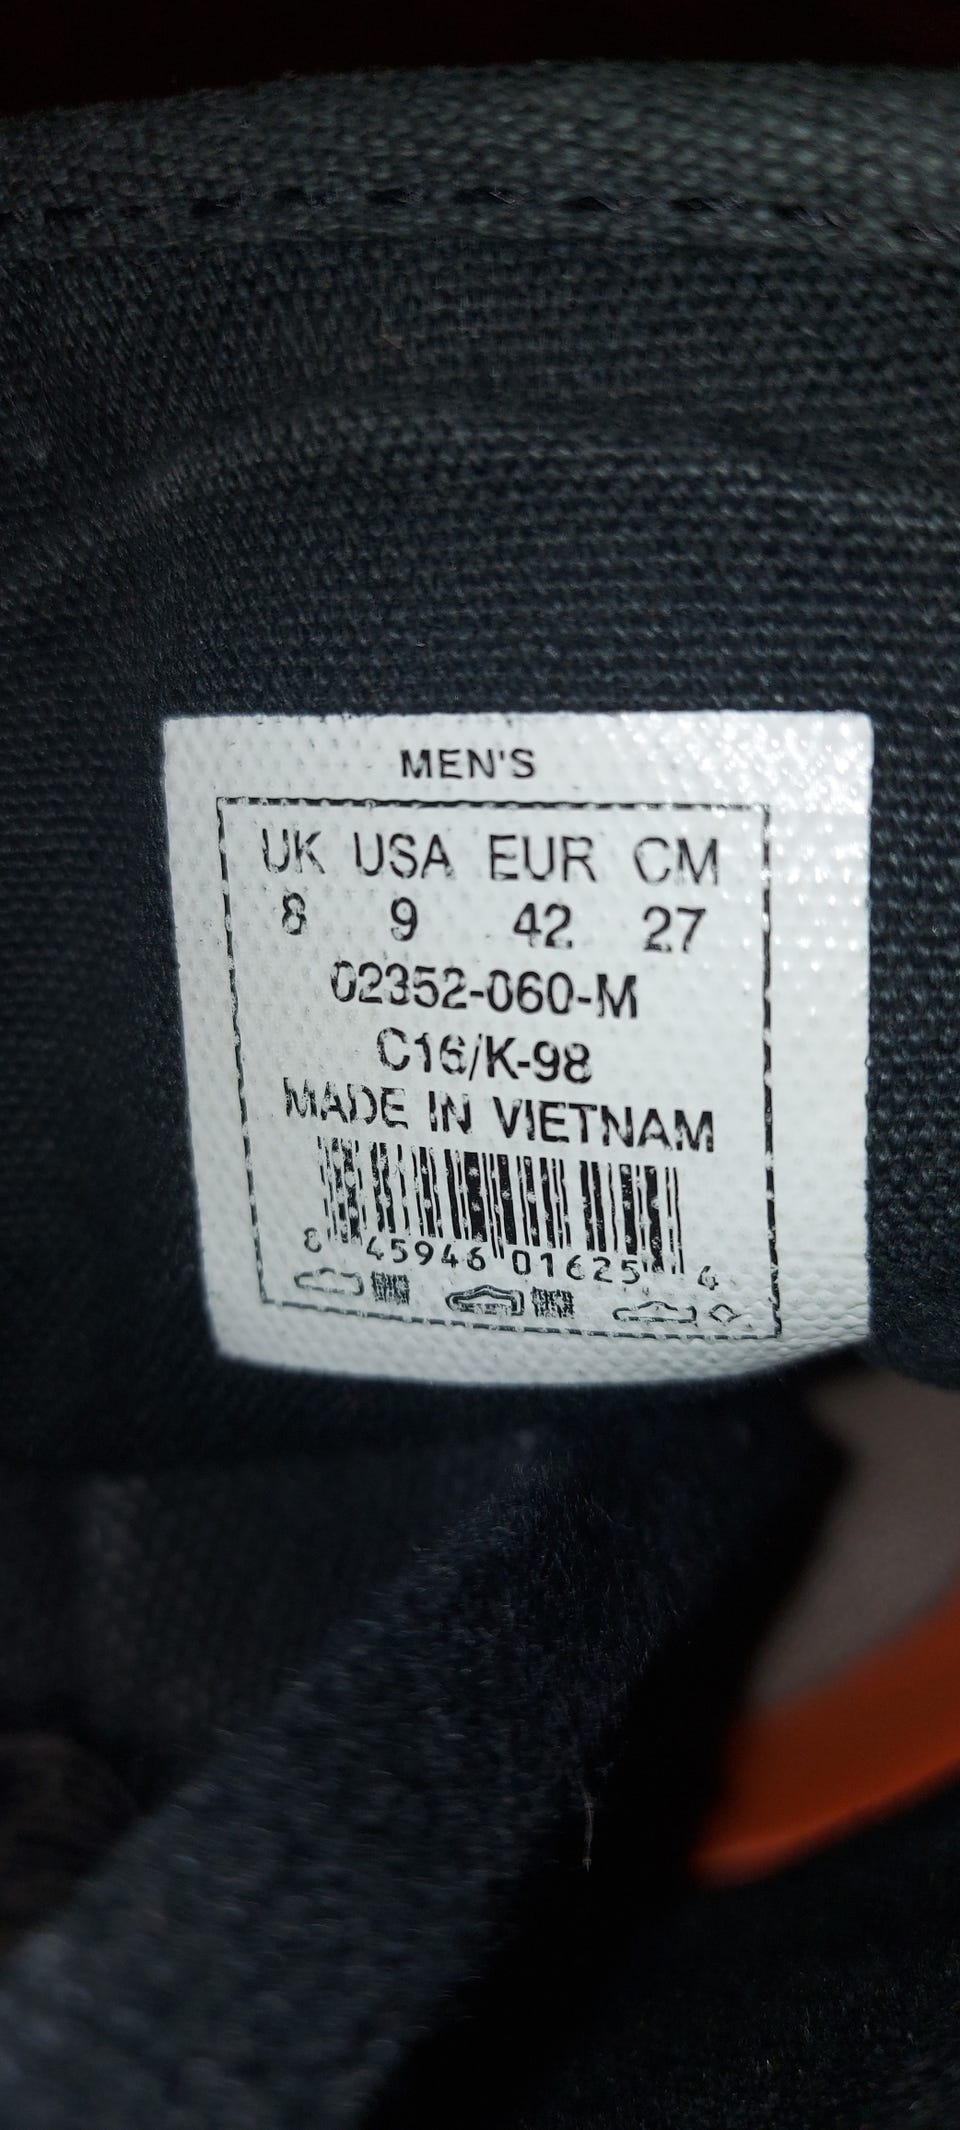 MEN'S
UK USA EUR CM
8 9 42 27
02352-060-M
C16/K-98
MADE IN VIETNAM
8 45946 01625 4